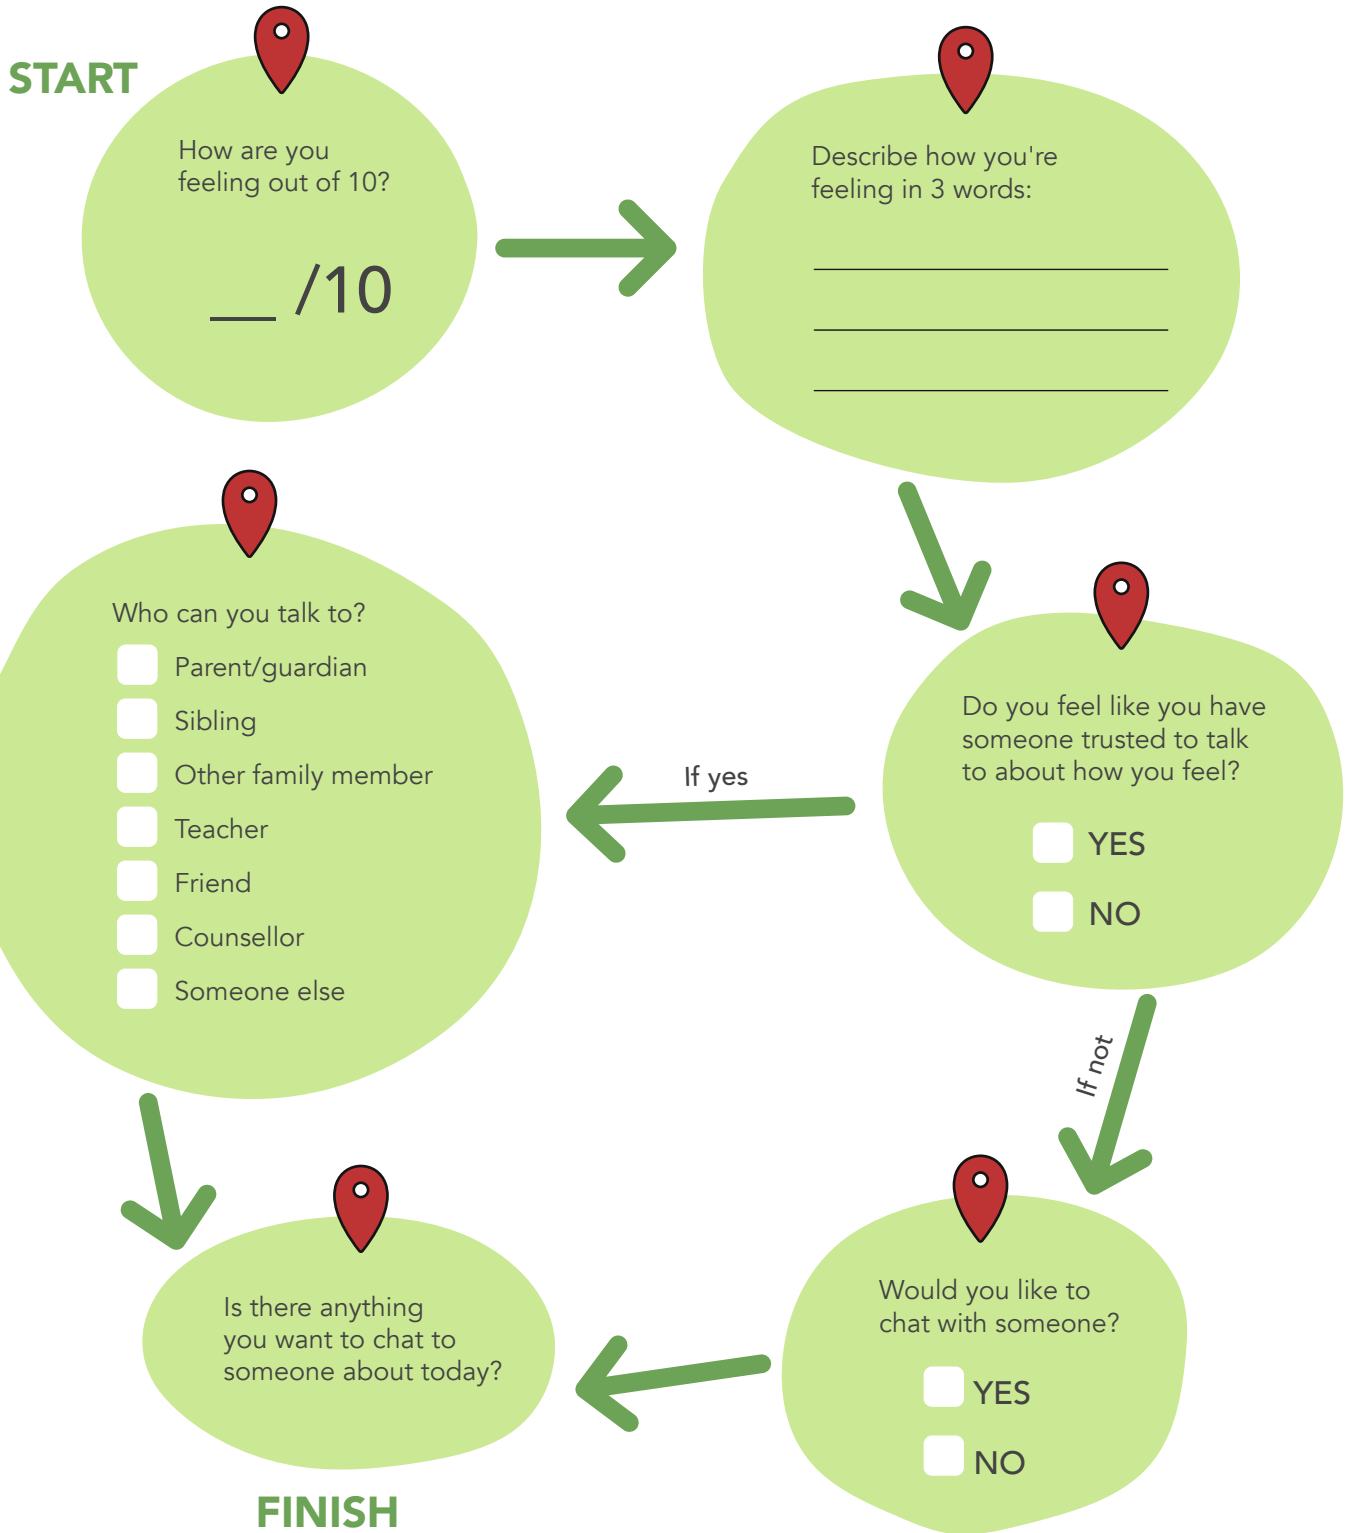 START
How are you
feeling out of 10?
__ /10
Describe how you're
feeling in 3 words:
Do you feel like you have
someone trusted to talk
to about how you feel?
YES
NO
If yes
Who can you talk to?
Parent/guardian
Sibling
Other family member
Teacher
Friend
Counsellor
Someone else
If not
Would you like to
chat with someone?
YES
NO
Is there anything
you want to chat to
someone about today?
FINISH